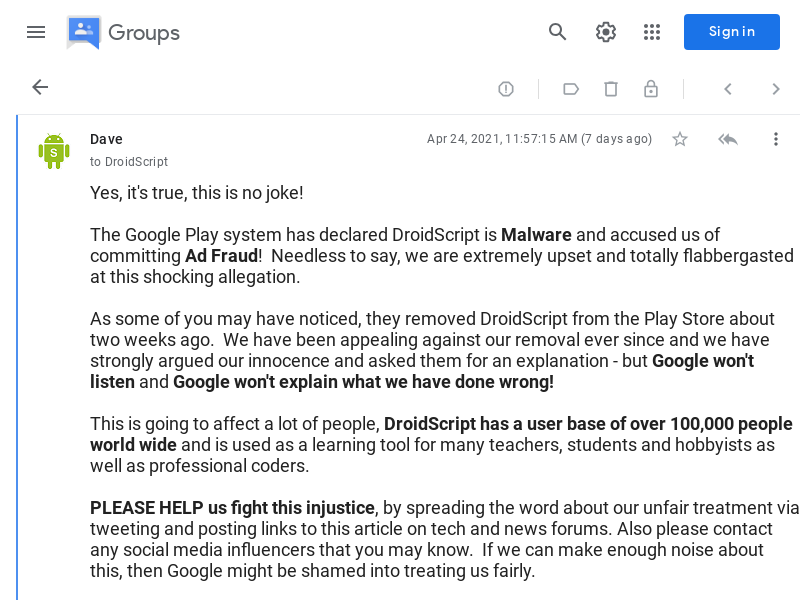 Groups
Sign in
Dave
Apr 24, 2021, 11:57:15 AM (7 days ago)
to DroidScript
S
Yes, it's true, this is no joke!
The Google Play system has declared DroidScript is Malware and accused us of
committing Ad Fraud!  Needless to say, we are extremely upset and totally flabbergasted
at this shocking allegation.
As some of you may have noticed, they removed DroidScript from the Play Store about
two weeks ago.  We have been appealing against our removal ever since and we have
strongly argued our innocence and asked them for an explanation - but Google won't
listen and Google won't explain what we have done wrong!
This is going to affect a lot of people, DroidScript has a user base of over 100,000 people
world wide and is used as a learning tool for many teachers, students and hobbyists as
well as professional coders.
PLEASE HELP us fight this injustice, by spreading the word about our unfair treatment via
tweeting and posting links to this article on tech and news forums. Also please contact
any social media influencers that you may know.  If we can make enough noise about
this, then Google might be shamed into treating us fairly.